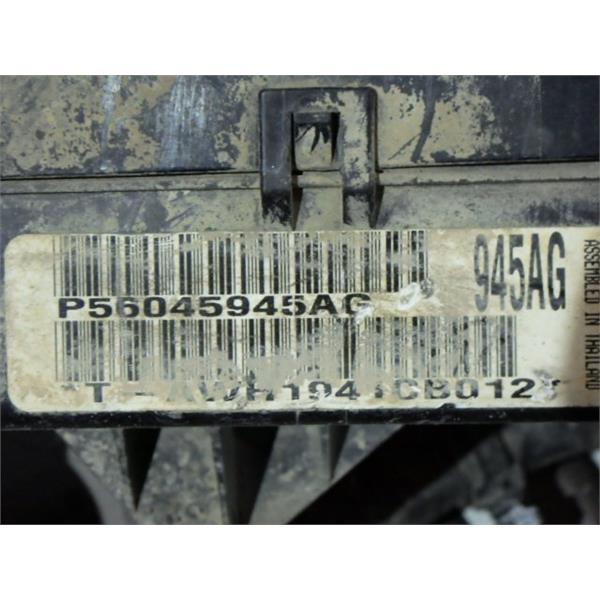 P56045945AG
945AG
ASSEMBLED IN THAILAND